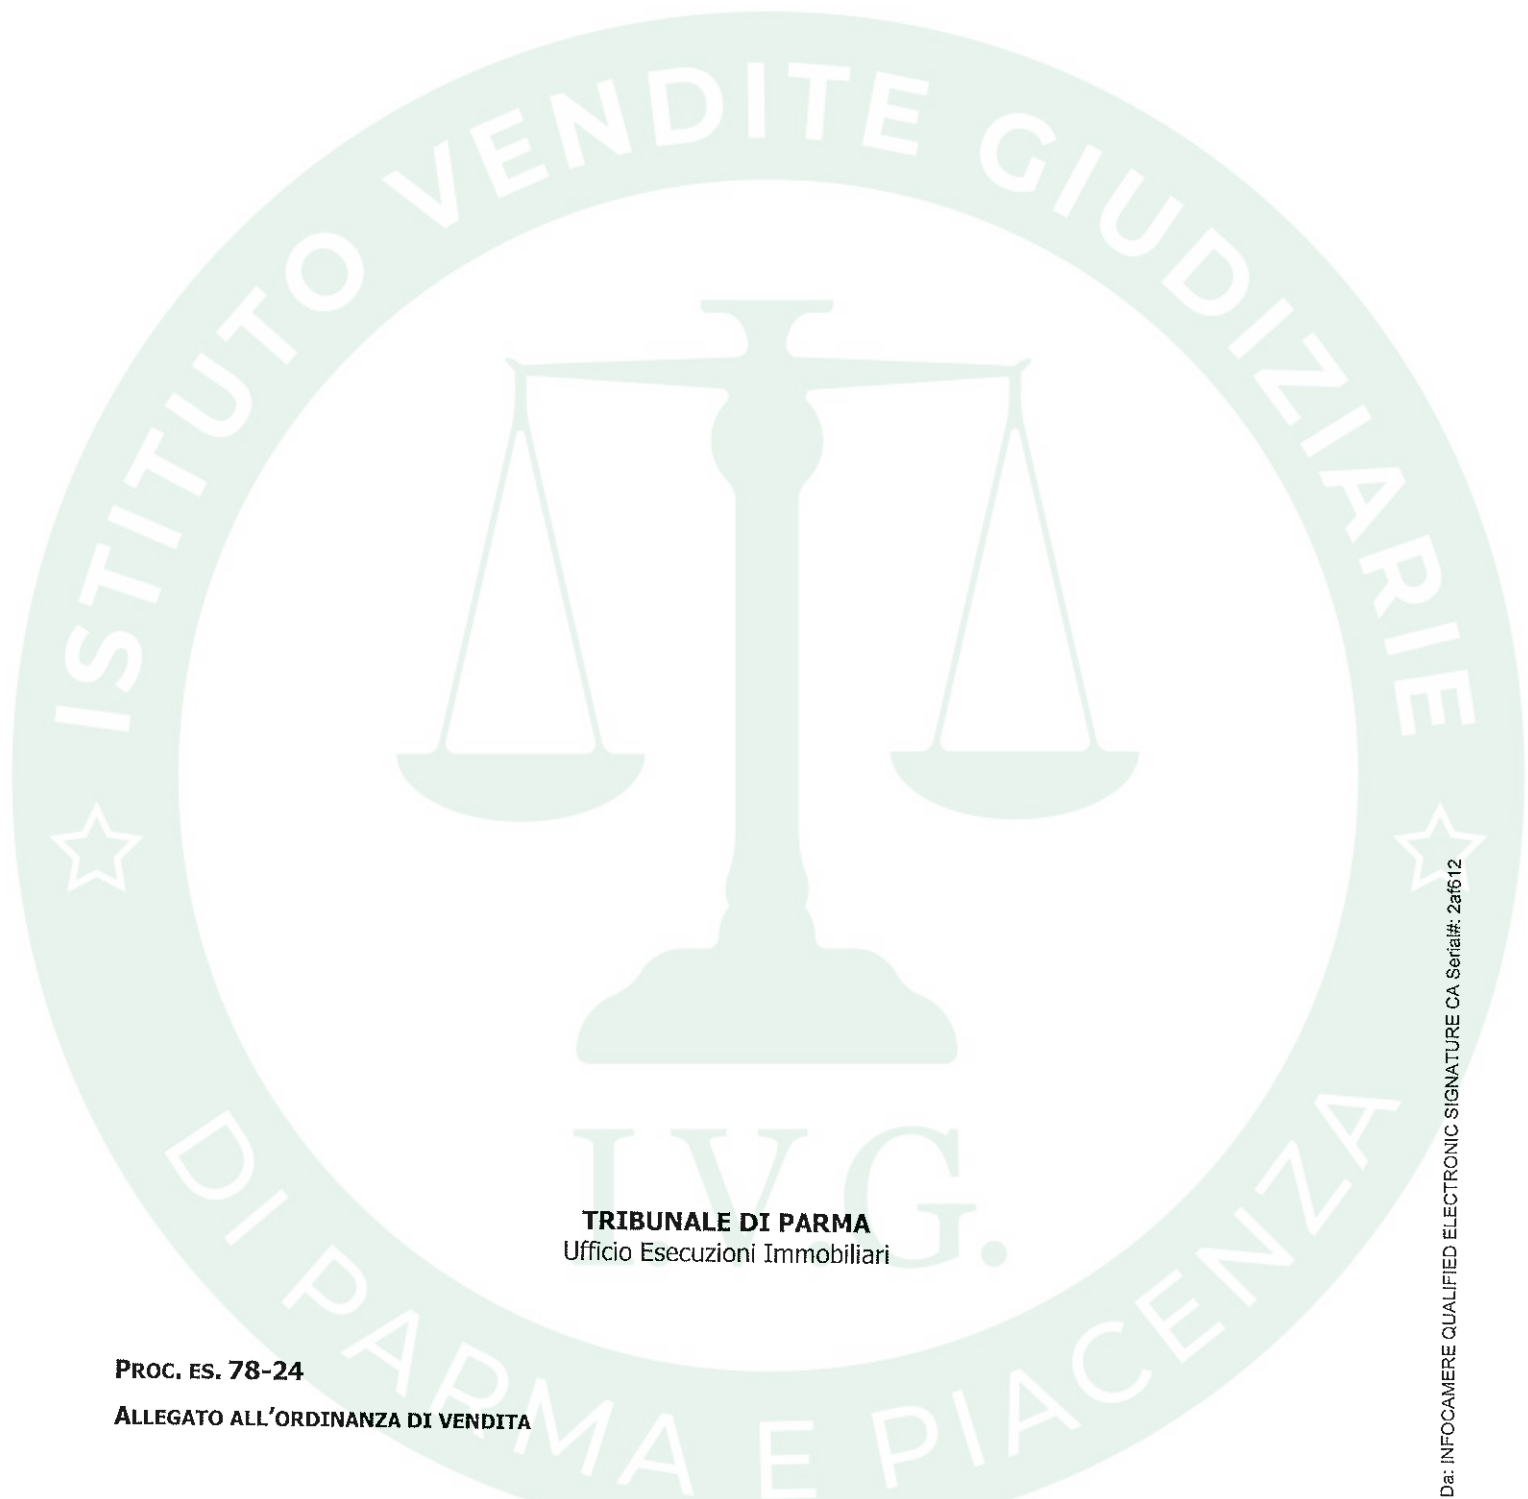 ISTITUTO VENDITE GIUDIZIARIE
I.V.G.
TRIBUNALE DI PARMA
Ufficio Esecuzioni Immobiliari
PROC. ES. 78-24
ALLEGATO ALL'ORDINANZA DI VENDITA
DI PARMA E PIACENZA
Da: INFOCAMERE QUALIFIED ELECTRONIC SIGNATURE CA Serial#: 2af612